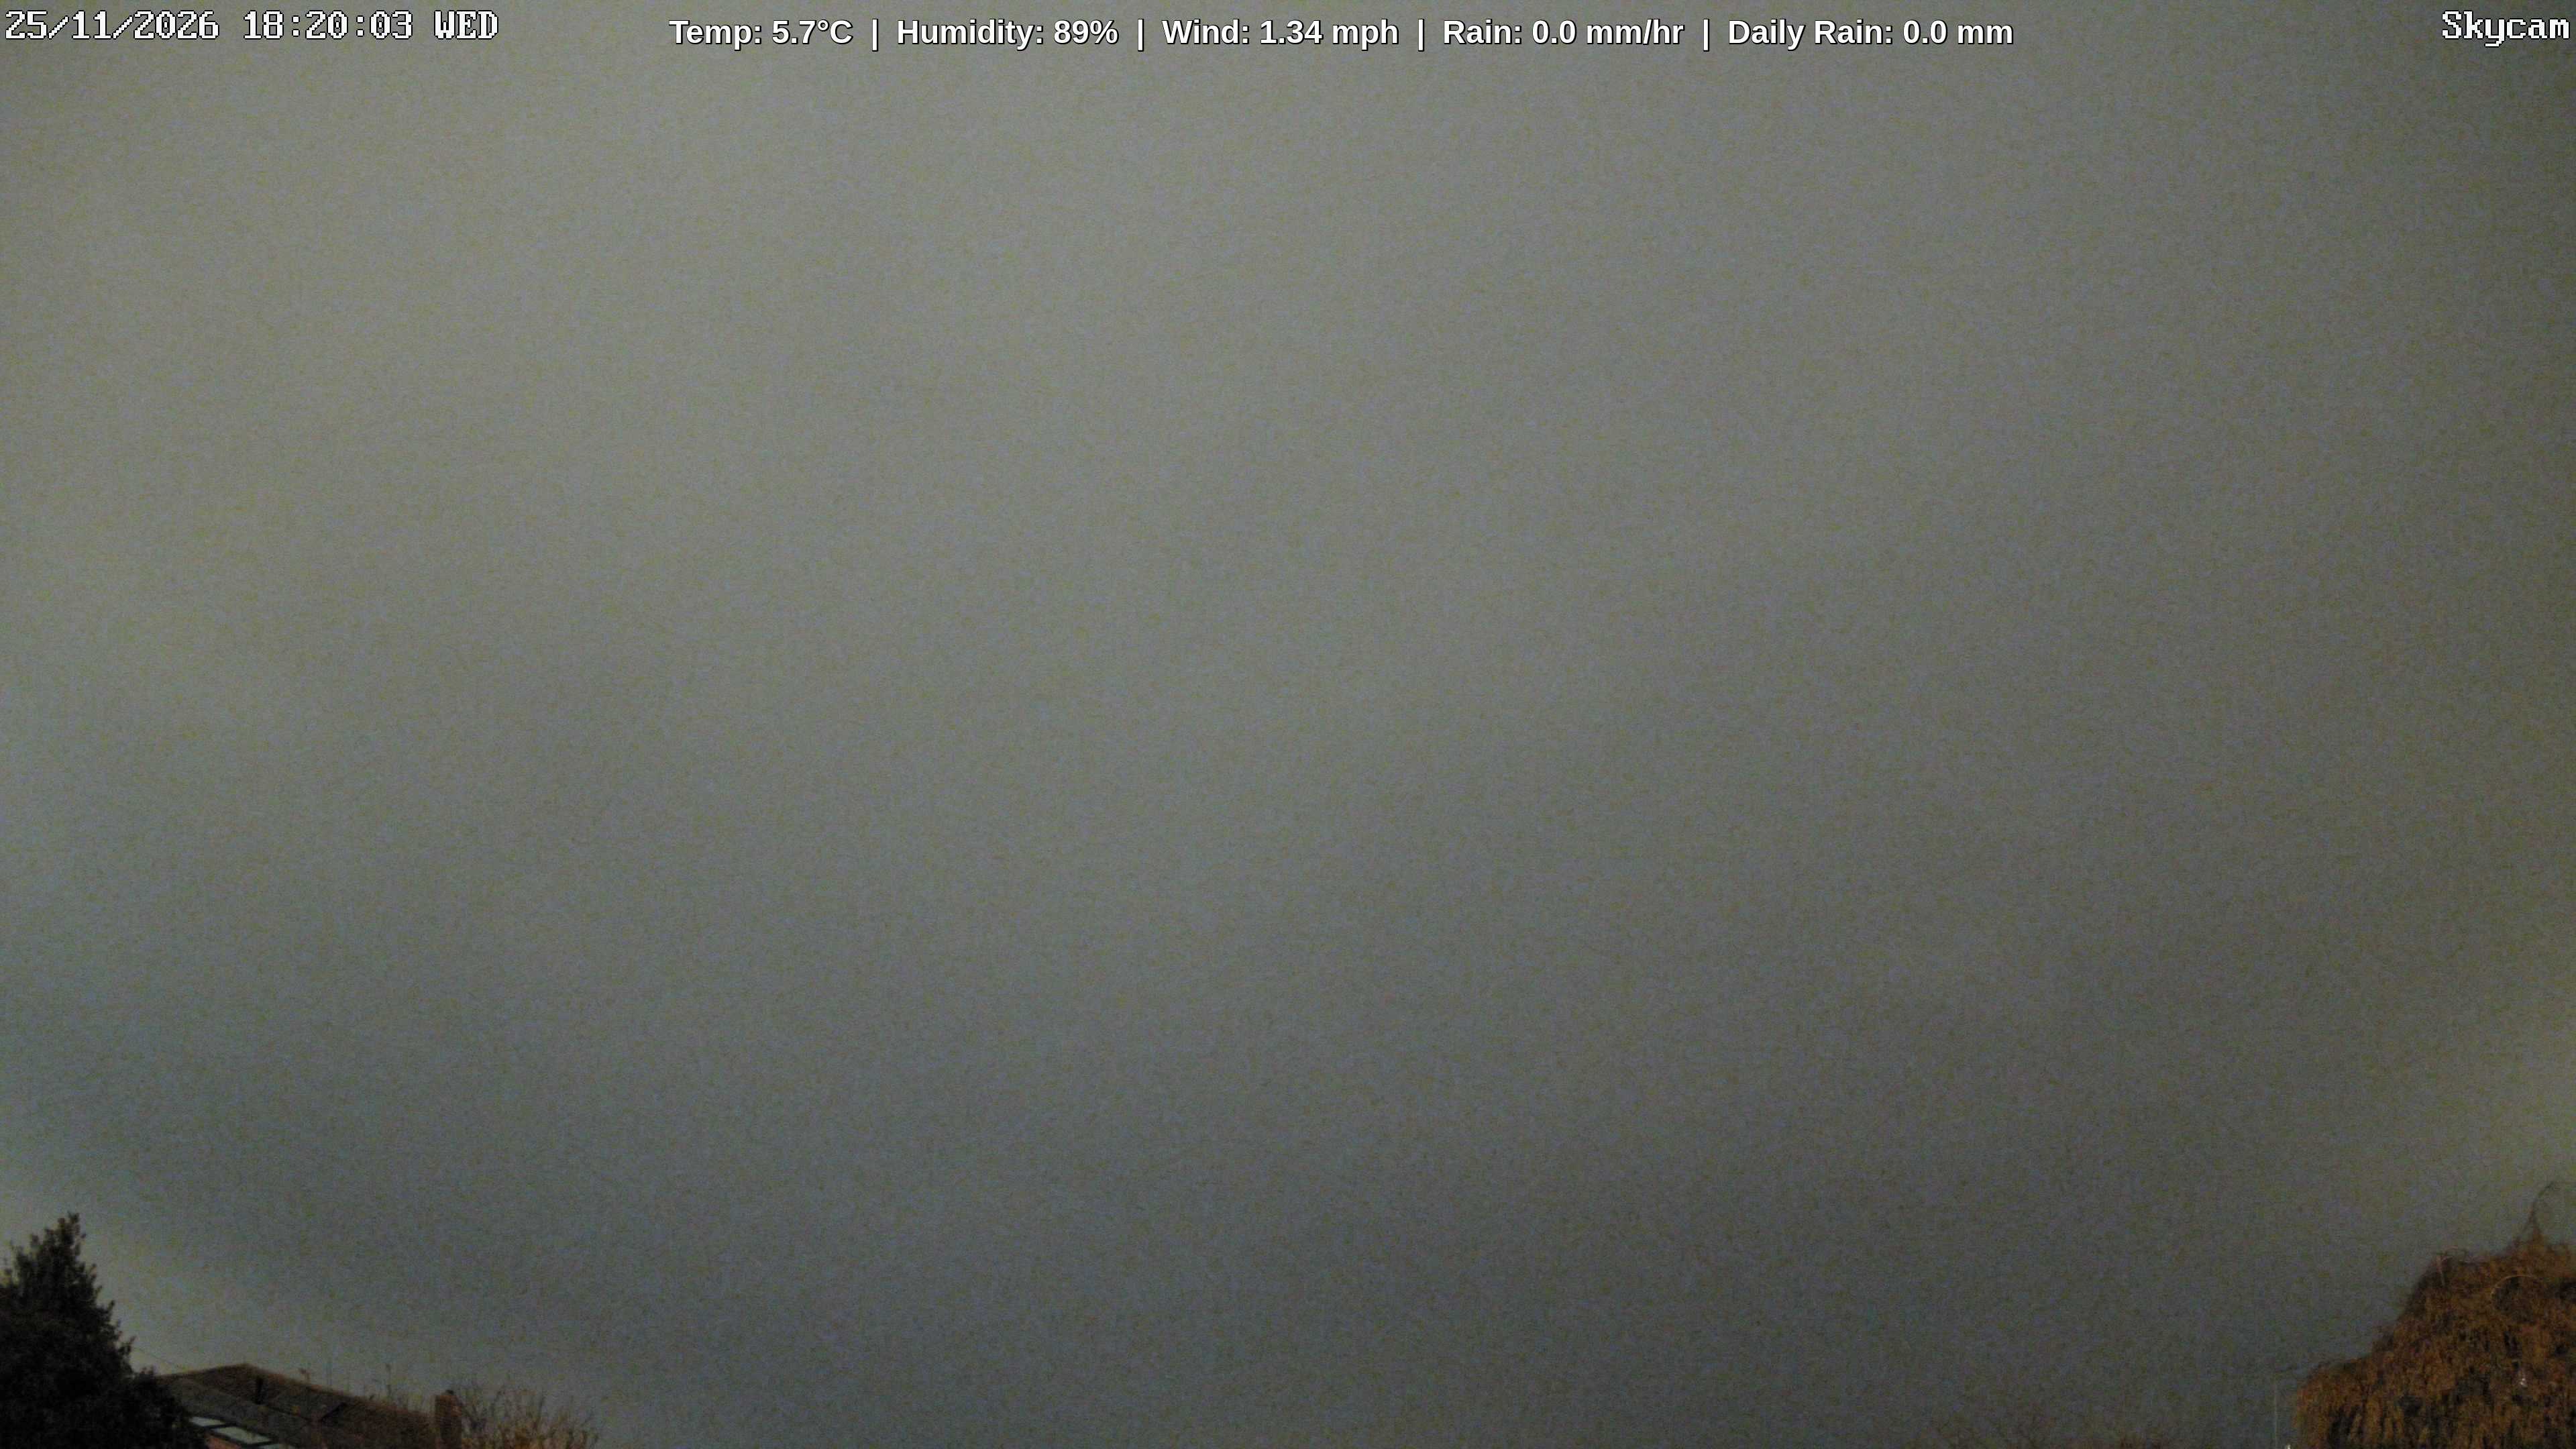 25/11/2026 18:20:03 WED
Temp: 5.7°C | Humidity: 89% | Wind: 1.34 mph | Rain: 0.0 mm/hr | Daily Rain: 0.0 mm
Skycam